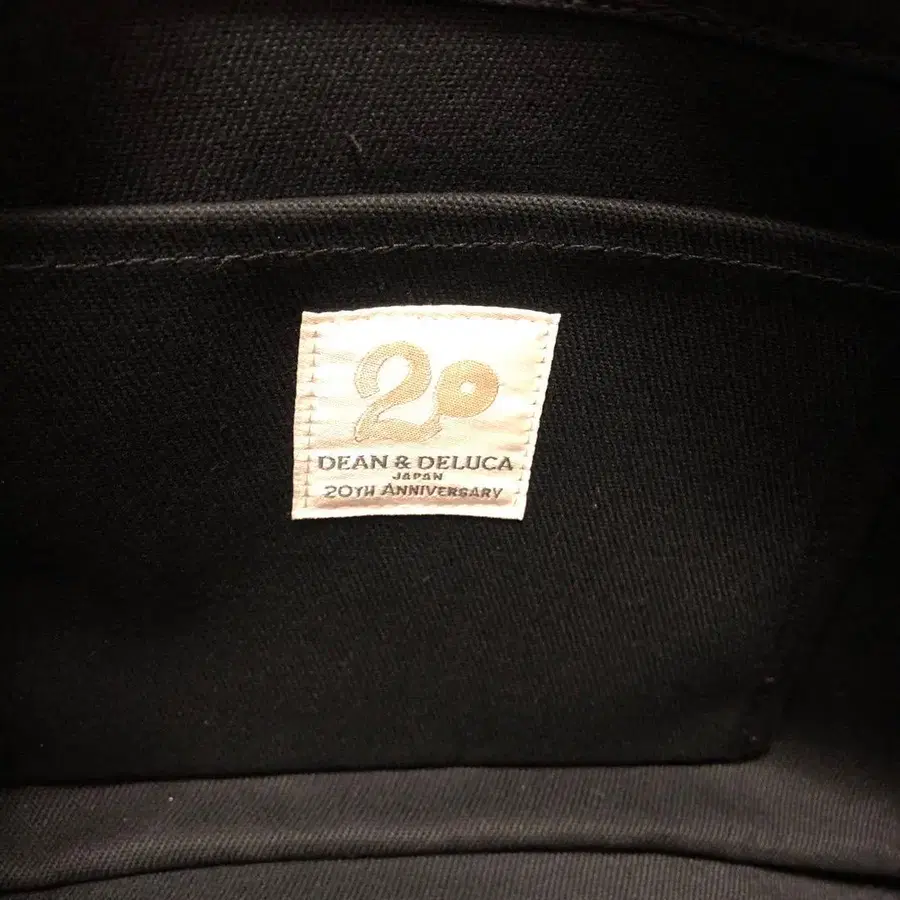 20
DEAN & DELUCA
JAPAN
20TH ANNIVERSARY